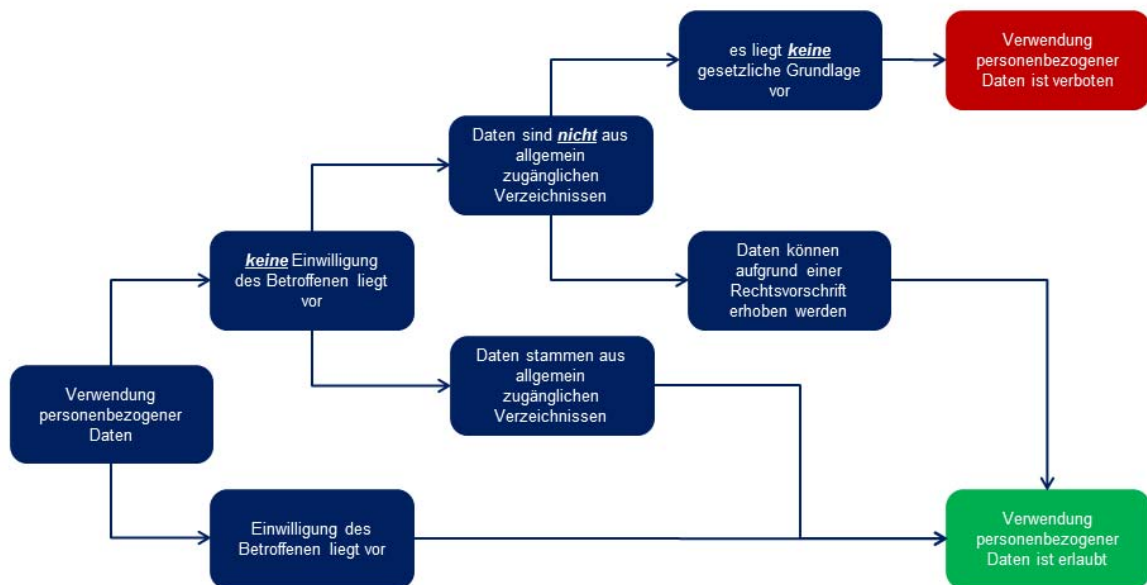 es liegt keine
gesetzliche Grundlage
vor
Verwendung
personenbezogener
Daten ist verboten
Daten sind nicht aus
allgemein
zugänglichen
Verzeichnissen
keine Einwilligung
des Betroffenen liegt
vor
Daten können
aufgrund einer
Rechtsvorschrift
erhoben werden
Daten stammen aus
allgemein
zugänglichen
Verzeichnissen
Verwendung
personenbezogener
Daten
Einwilligung des
Betroffenen liegt vor
Verwendung
personenbezogener
Daten ist erlaubt